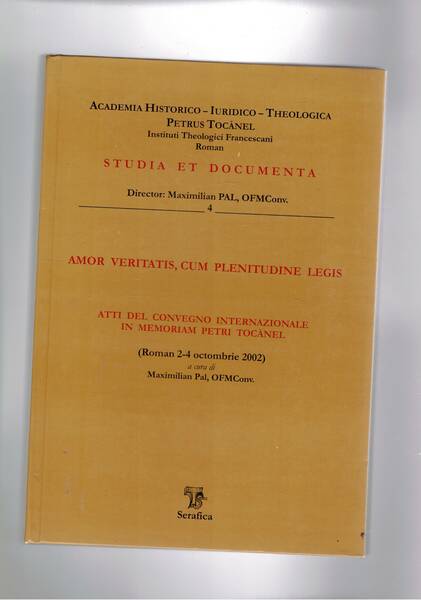 ACADEMIA HISTORICO – IURIDICO – THEOLOGICA
PETRUS TOCĂNEL
Instituti Theologici Francescani
Roman
STUDIA ET DOCUMENTA
Director: Maximilian PAL, OFMConv.
4
AMOR VERITATIS, CUM PLENITUDINE LEGIS
ATTI DEL CONVEGNO INTERNAZIONALE
IN MEMORIAM PETRI TOCĂNEL
(Roman 2-4 octombrie 2002)
a cura di
Maximilian Pal, OFMConv.
Serafica